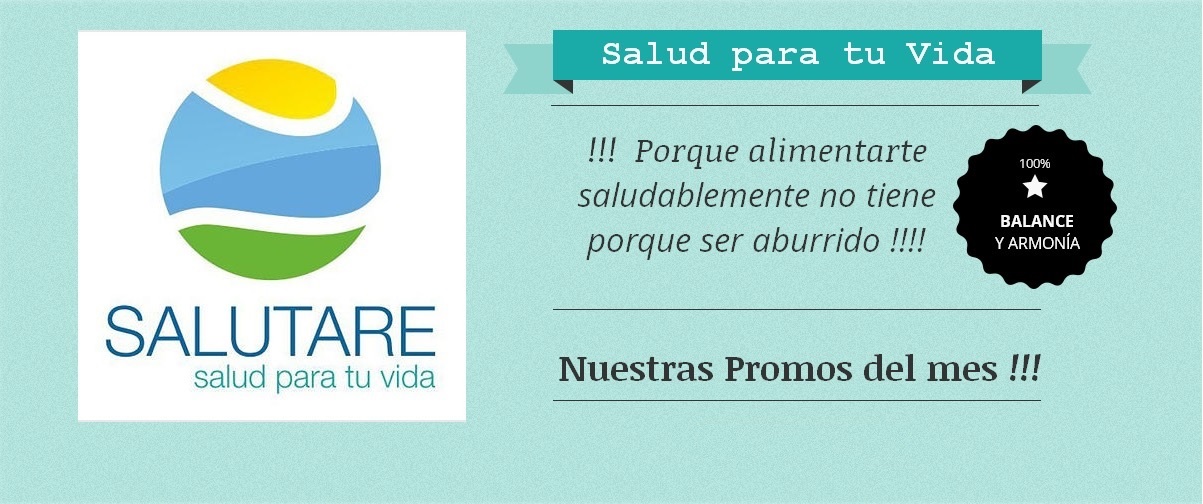 SALUTARE
salud para tu vida
Salud para tu Vida
!!!  Porque alimentarte
saludablemente no tiene
porque ser aburrido !!!!
100%
BALANCE
Y ARMONÍA
Nuestras Promos del mes !!!